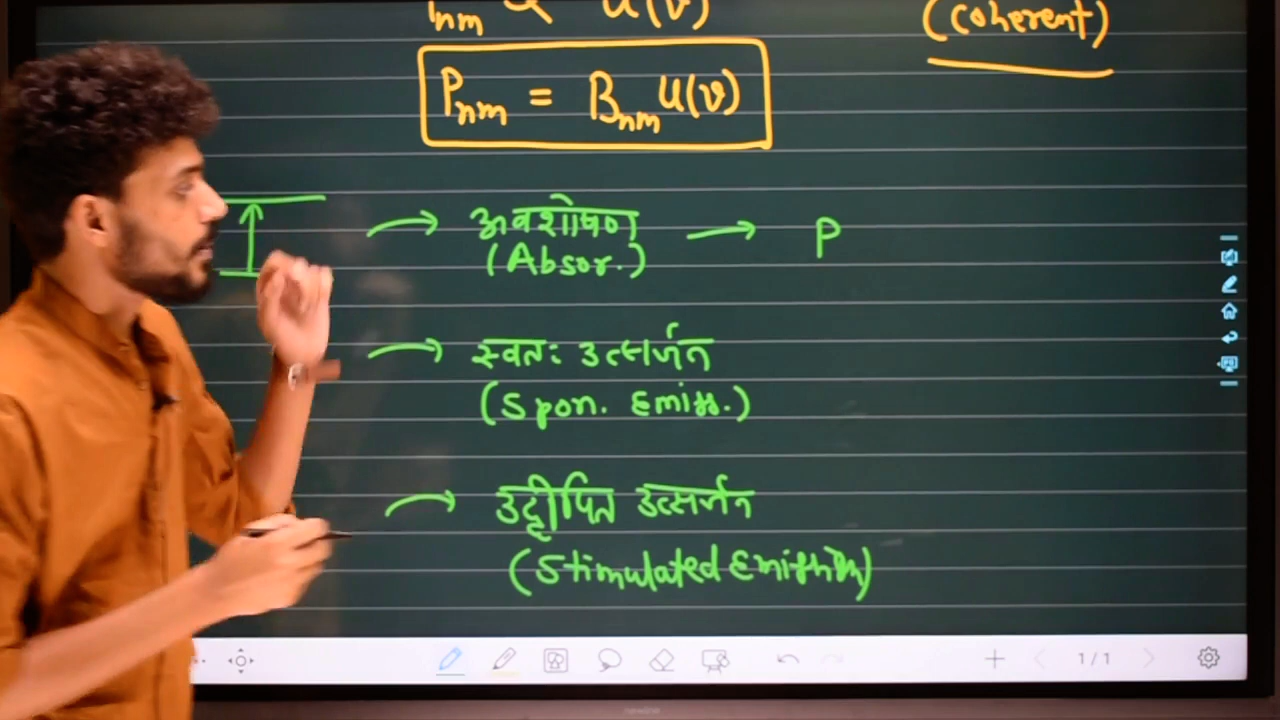 Pnm ∝ u(ν)
(Coherent)
Pnm = Bnm u(ν)
→ अवशोषण → P
(Absor.)
→ स्वतः उत्सर्जन
(Spon. Emiss.)
→ उद्दीपित उत्सर्जन
(Stimulated Emission)
1/1